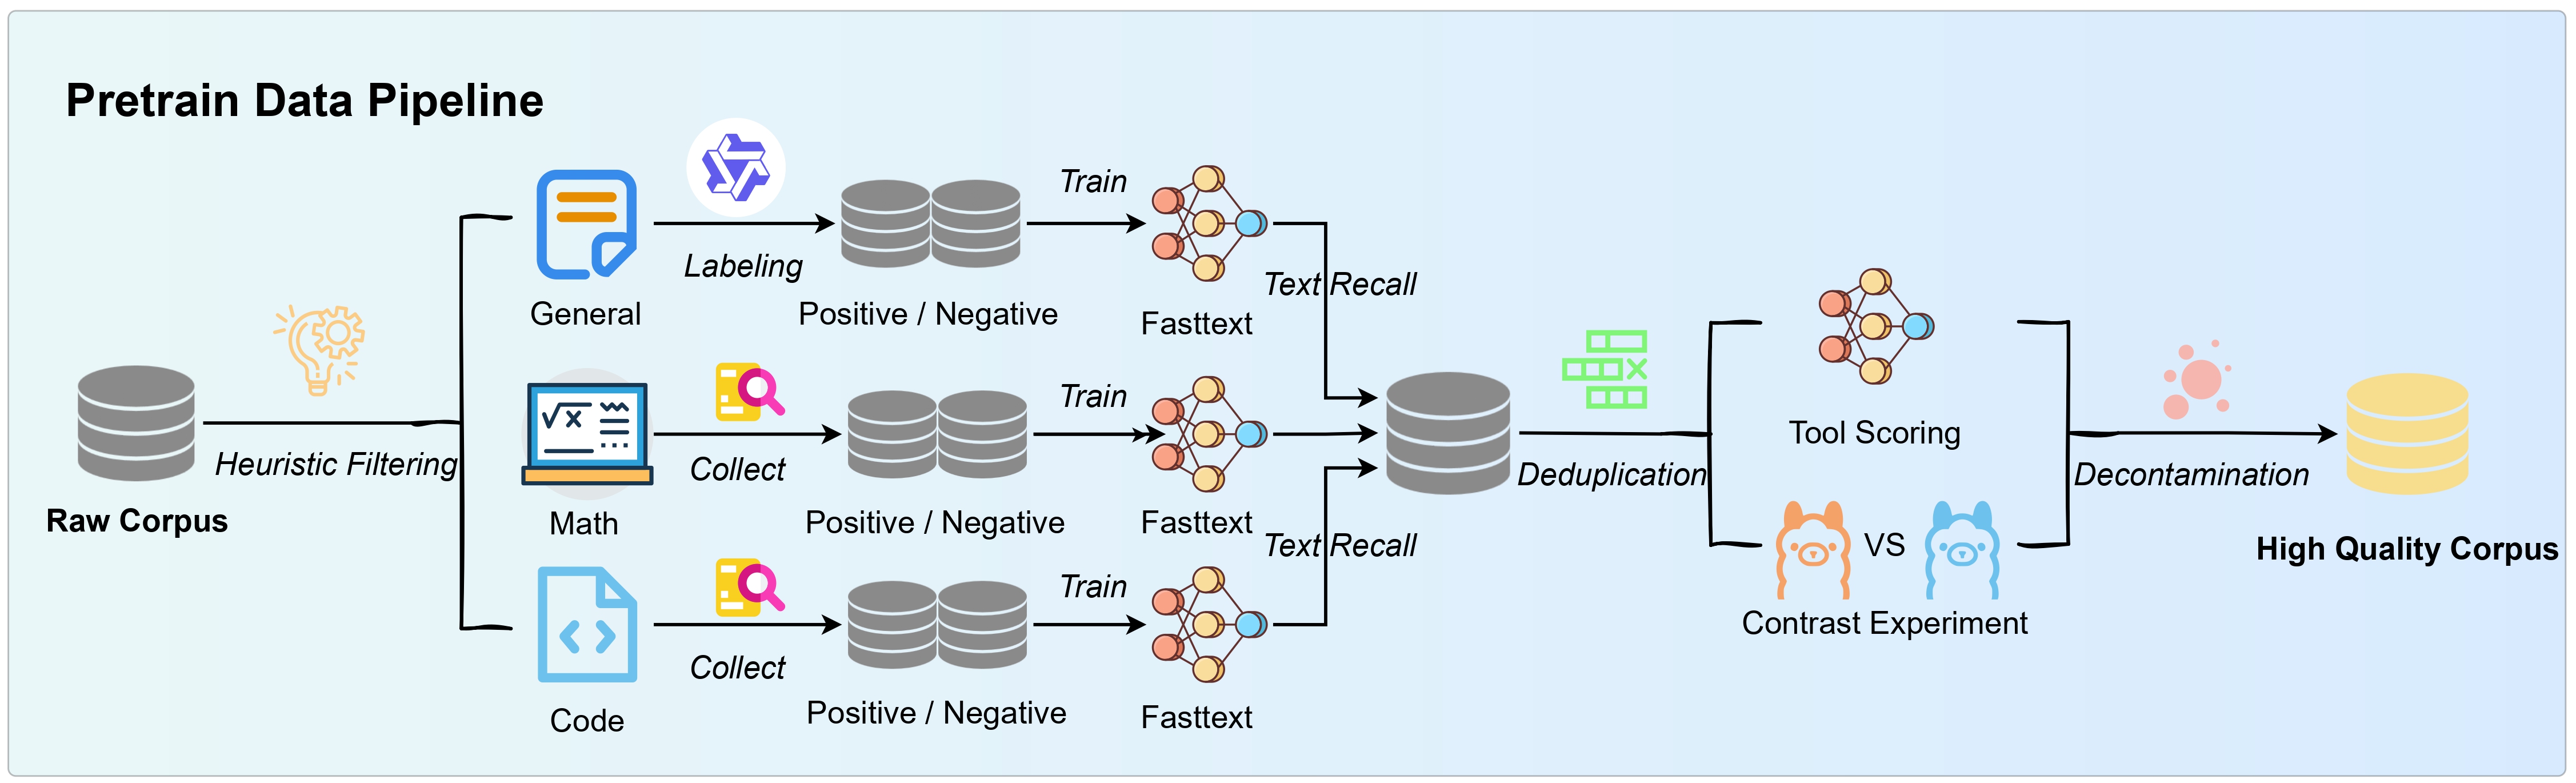 Pretrain Data Pipeline
Raw Corpus
Heuristic Filtering
General
Labeling
Positive / Negative
Train
Fasttext
Text Recall
Math
Collect
Positive / Negative
Train
Fasttext
Code
Collect
Positive / Negative
Train
Fasttext
Text Recall
Deduplication
Tool Scoring
VS
Contrast Experiment
Decontamination
High Quality Corpus